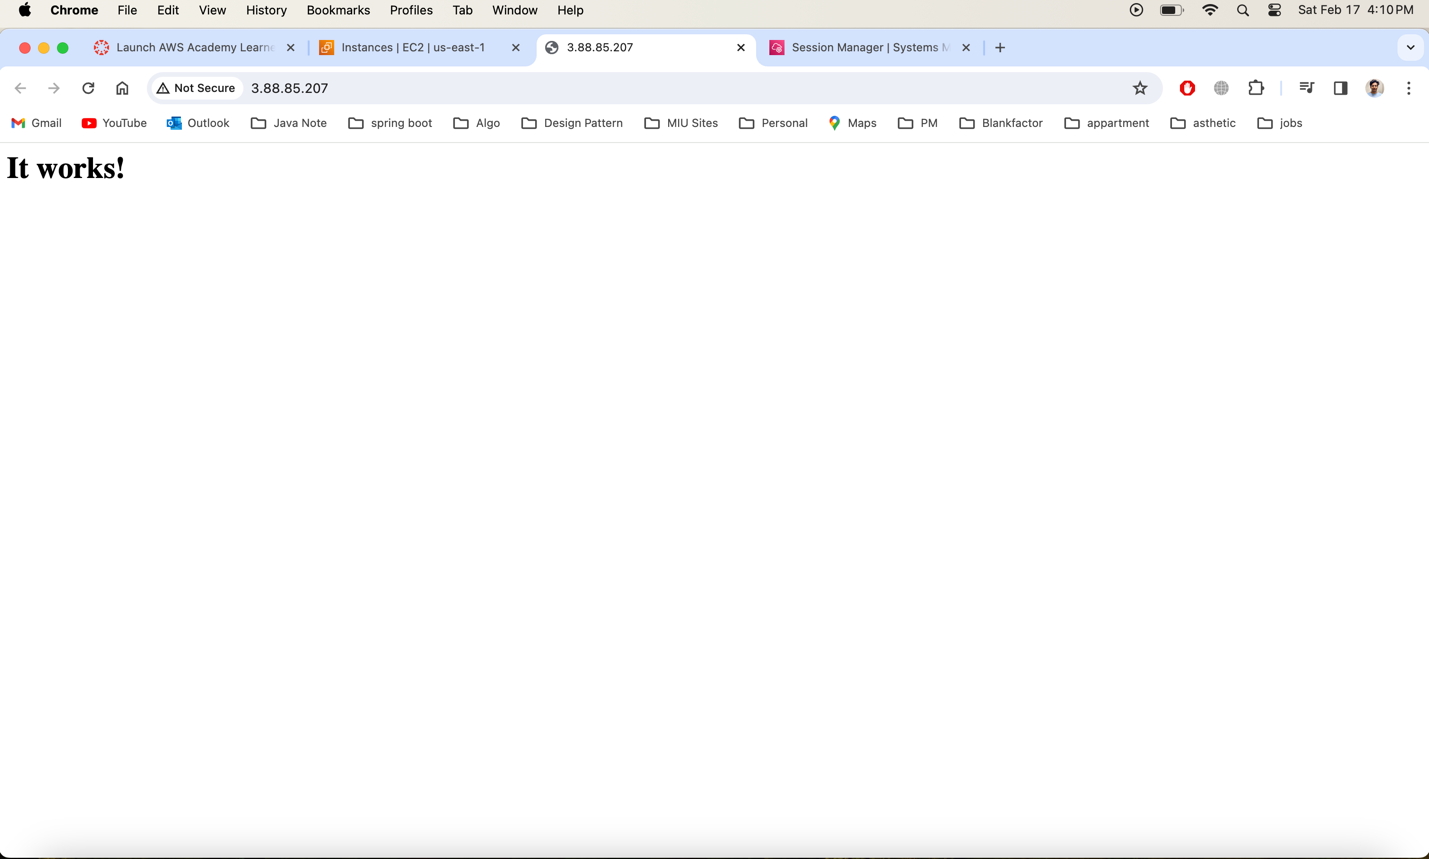 Chrome File Edit View History Bookmarks Profiles Tab Window Help Sat Feb 17 4:10 PM
Launch AWS Academy Learne Instances | EC2 | us-east-1 3.88.85.207 Session Manager | Systems M
Not Secure 3.88.85.207
Gmail YouTube Outlook Java Note spring boot Algo Design Pattern MIU Sites Personal Maps PM Blankfactor appartment asthetic jobs
It works!